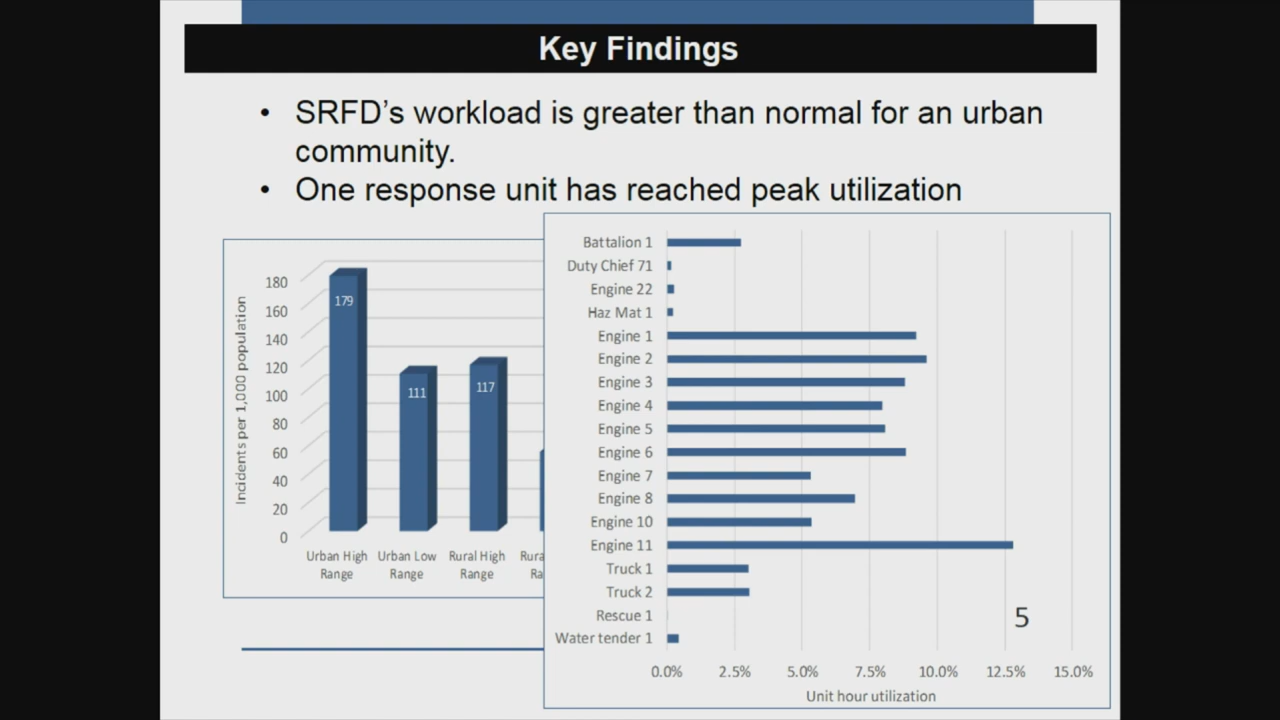 Key Findings
• SRFD's workload is greater than normal for an urban
community.
• One response unit has reached peak utilization
Incidents per 1,000 population
180
160
140
120
100
80
60
40
20
0
179
111
117
Urban High
Range
Urban Low
Range
Rural High
Range
Battalion 1
Duty Chief 71
Engine 22
Haz Mat 1
Engine 1
Engine 2
Engine 3
Engine 4
Engine 5
Engine 6
Engine 7
Engine 8
Engine 10
Engine 11
Truck 1
Truck 2
Rescue 1
Water tender 1
0.0% 2.5% 5.0% 7.5% 10.0% 12.5% 15.0%
Unit hour utilization
5